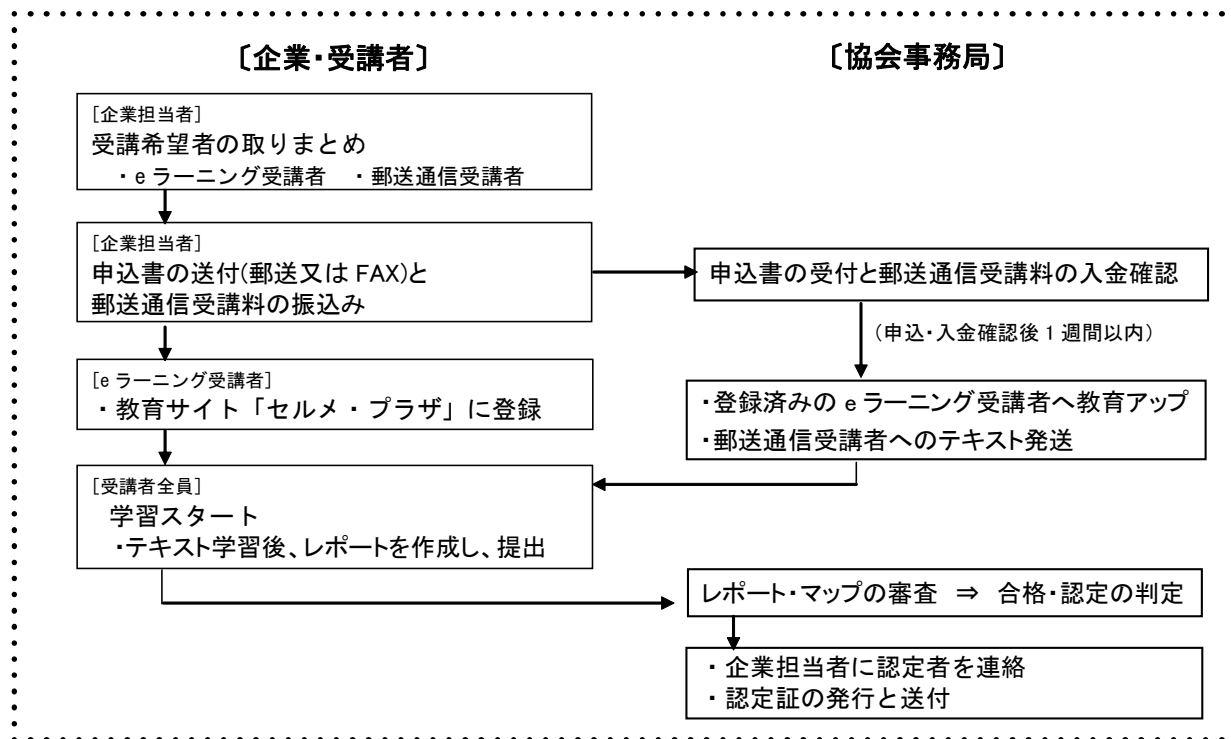 〔企業・受講者〕
〔協会事務局〕
[企業担当者]
受講希望者の取りまとめ
・eラーニング受講者 ・郵送通信受講者
[企業担当者]
申込書の送付(郵送又は FAX)と
郵送通信受講料の振込み
申込書の受付と郵送通信受講料の入金確認
（申込・入金確認後 1 週間以内）
[e ラーニング受講者]
・教育サイト「セルメ・プラザ」に登録
・登録済みの e ラーニング受講者へ教育アップ
・郵送通信受講者へのテキスト発送
[受講者全員]
学習スタート
・テキスト学習後、レポートを作成し、提出
レポート・マップの審査 ⇒ 合格・認定の判定
・企業担当者に認定者を連絡
・認定証の発行と送付